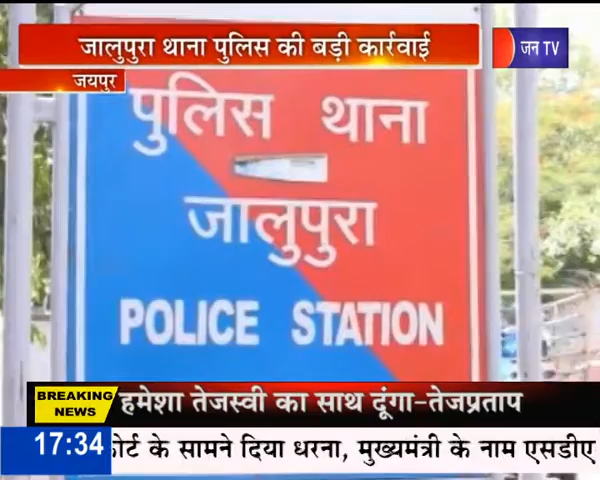 जालुपुरा थाना पुलिस की बड़ी कार्रवाई
जन TV
जयपुर
पुलिस थाना
जालुपुरा
POLICE STATION
BREAKING NEWS
हमेशा तेजस्वी का साथ दूंगा-तेजप्रताप
17:34
के सामने दिया धरना, मुख्यमंत्री के नाम एसडीए